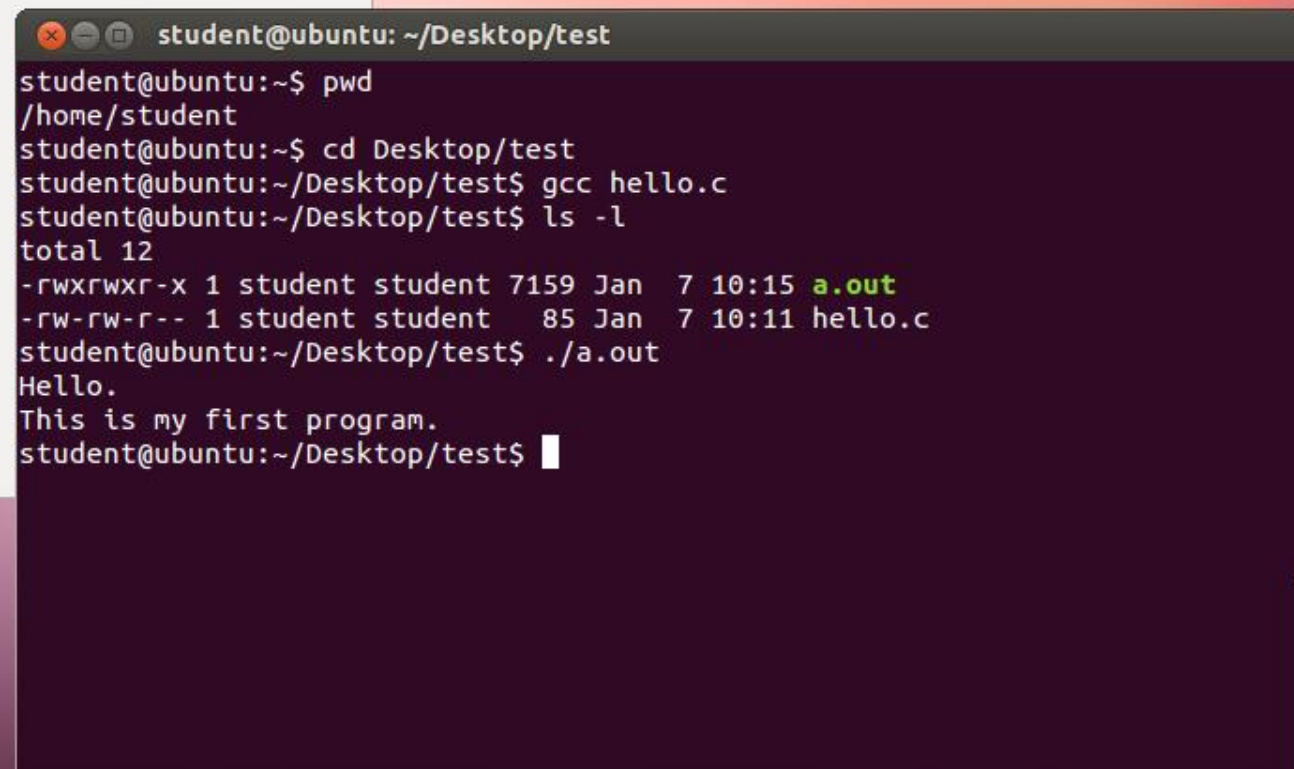 student@ubuntu: ~/Desktop/test
student@ubuntu:~$ pwd
/home/student
student@ubuntu:~$ cd Desktop/test
student@ubuntu:~/Desktop/test$ gcc hello.c
student@ubuntu:~/Desktop/test$ ls -l
total 12
-rwxrwxr-x 1 student student 7159 Jan  7 10:15 a.out
-rw-rw-r-- 1 student student   85 Jan  7 10:11 hello.c
student@ubuntu:~/Desktop/test$ ./a.out
Hello.
This is my first program.
student@ubuntu:~/Desktop/test$